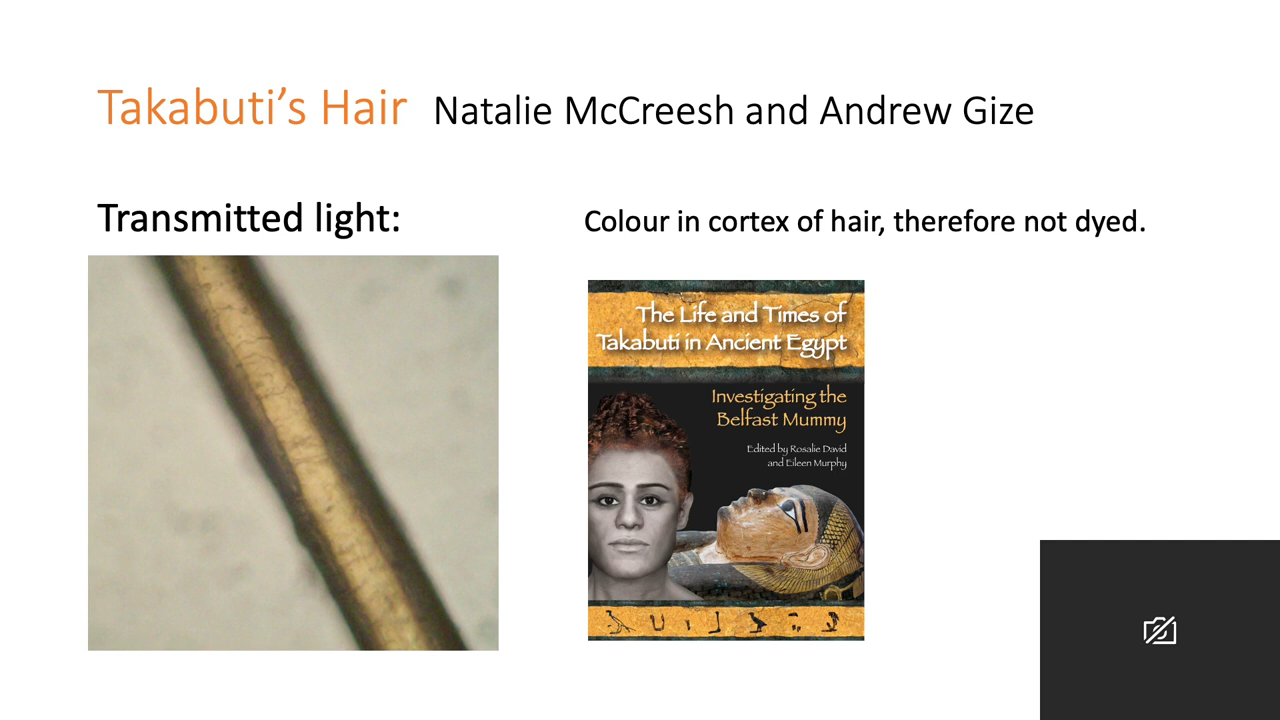 Takabuti’s Hair Natalie McCreesh and Andrew Gize
Transmitted light:
Colour in cortex of hair, therefore not dyed.
The Life and Times of
Takabuti in Ancient Egypt
Investigating the
Belfast Mummy
Edited by Rosalie David
and Eileen Murphy